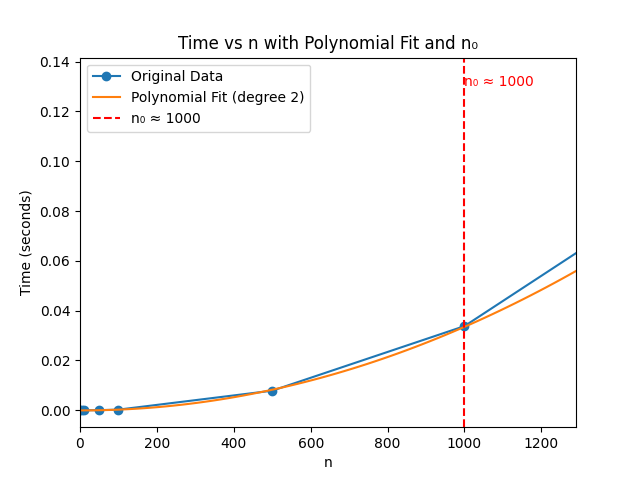 Time vs n with Polynomial Fit and n₀
Original Data
Polynomial Fit (degree 2)
n₀ ≈ 1000
n₀ ≈ 1000
Time (seconds)
0.14
0.12
0.10
0.08
0.06
0.04
0.02
0.00
0 200 400 600 800 1000 1200
n